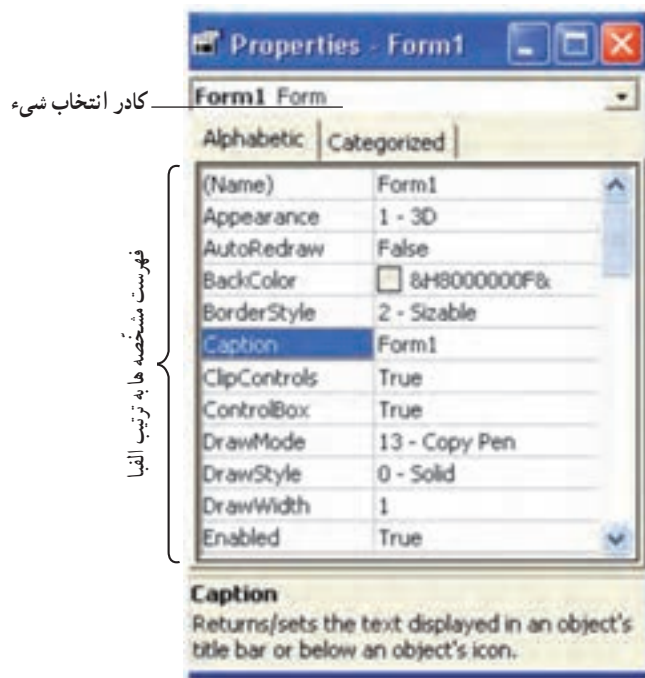 Properties - Form1
کادر انتخاب شیء
Form1 Form
Alphabetic Categorized
فهرست مشخّصه ها به ترتیب الفبا
(Name) Form1
Appearance 1 - 3D
AutoRedraw False
BackColor &H8000000F&
BorderStyle 2 - Sizable
Caption Form1
ClipControls True
ControlBox True
DrawMode 13 - Copy Pen
DrawStyle 0 - Solid
DrawWidth 1
Enabled True
Caption
Returns/sets the text displayed in an object's
title bar or below an object's icon.